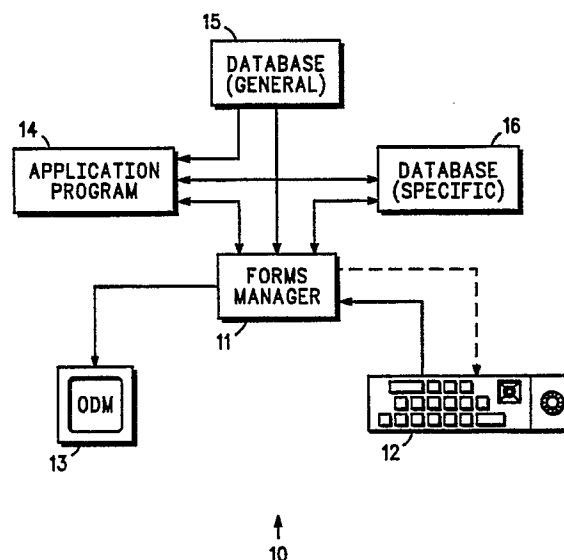 15
DATABASE
(GENERAL)
14
APPLICATION
PROGRAM
16
DATABASE
(SPECIFIC)
FORMS
MANAGER
11
ODM
13
12
10